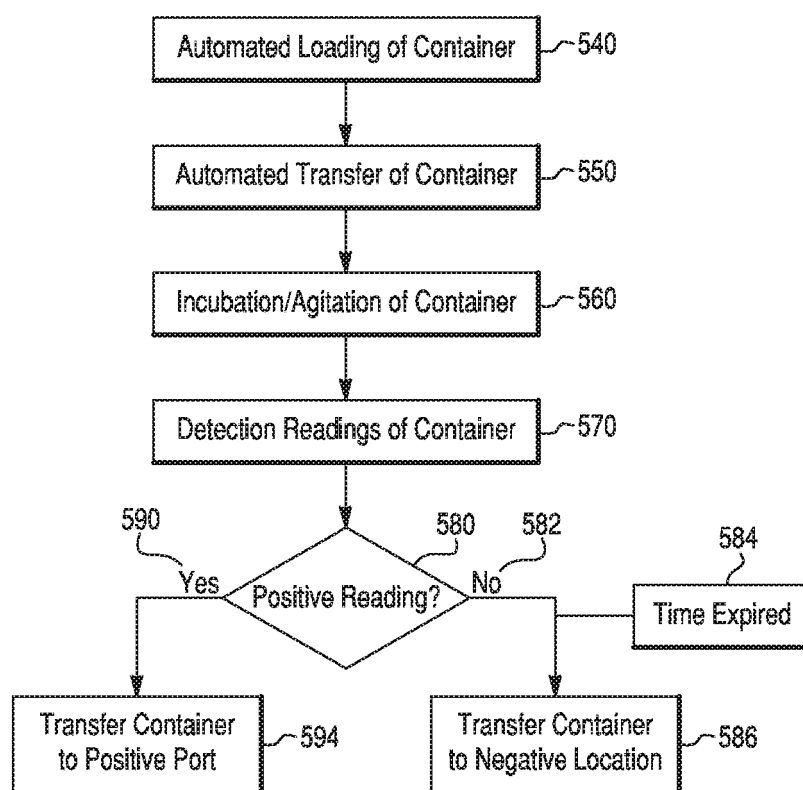 Automated Loading of Container
540
Automated Transfer of Container
550
Incubation/Agitation of Container
560
Detection Readings of Container
570
590
580
582
584
Yes
Positive Reading?
No
Time Expired
Transfer Container
to Positive Port
594
Transfer Container
to Negative Location
586